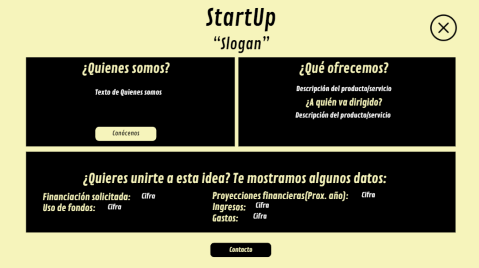 StartUp
“Slogan”
¿Quienes somos?
Texto de Quienes somos
Conócenos
¿Qué ofrecemos?
Descripción del producto/servicio
¿A quién va dirigido?
Descripción del producto/servicio
¿Quieres unirte a esta idea? Te mostramos algunos datos:
Financiación solicitada: Cifra
Uso de fondos: Cifra
Proyecciones financieras(Prox. año): Cifra
Ingresos: Cifra
Gastos: Cifra
Contacto